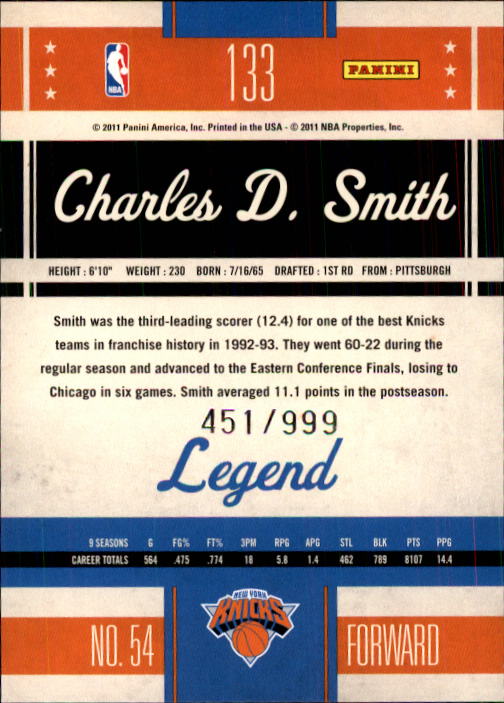 133
NBA
PANINI
© 2011 Panini America, Inc. Printed in the USA - © 2011 NBA Properties, Inc.
Charles D. Smith
HEIGHT : 6'10" WEIGHT : 230 BORN : 7/16/65 DRAFTED : 1ST RD FROM : PITTSBURGH
Smith was the third-leading scorer (12.4) for one of the best Knicks
teams in franchise history in 1992-93. They went 60-22 during the
regular season and advanced to the Eastern Conference Finals, losing to
Chicago in six games. Smith averaged 11.1 points in the postseason.
451/999
Legend
9 SEASONS G FG% FT% 3PM RPG APG STL BLK PTS PPG
CAREER TOTALS 564 .475 .774 18 5.8 1.4 462 789 8107 14.4
NEW YORK
KNICKS
NO. 54
FORWARD